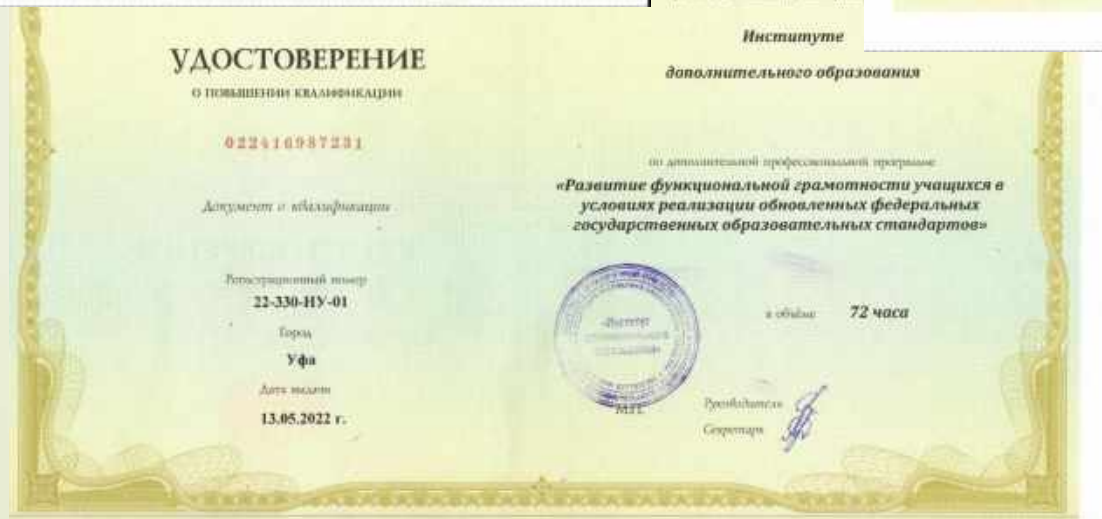 УДОСТОВЕРЕНИЕ
О ПОВЫШЕНИИ КВАЛИФИКАЦИИ
022416987231
Документ о квалификации
Регистрационный номер
22-330-НУ-01
Город
Уфа
Дата выдачи
13.05.2022 г.
Институте
дополнительного образования
по дополнительной профессиональной программе
«Развитие функциональной грамотности учащихся в
условиях реализации обновленных федеральных
государственных образовательных стандартов»
в объёме 72 часа
М.П.
Руководитель
Секретарь